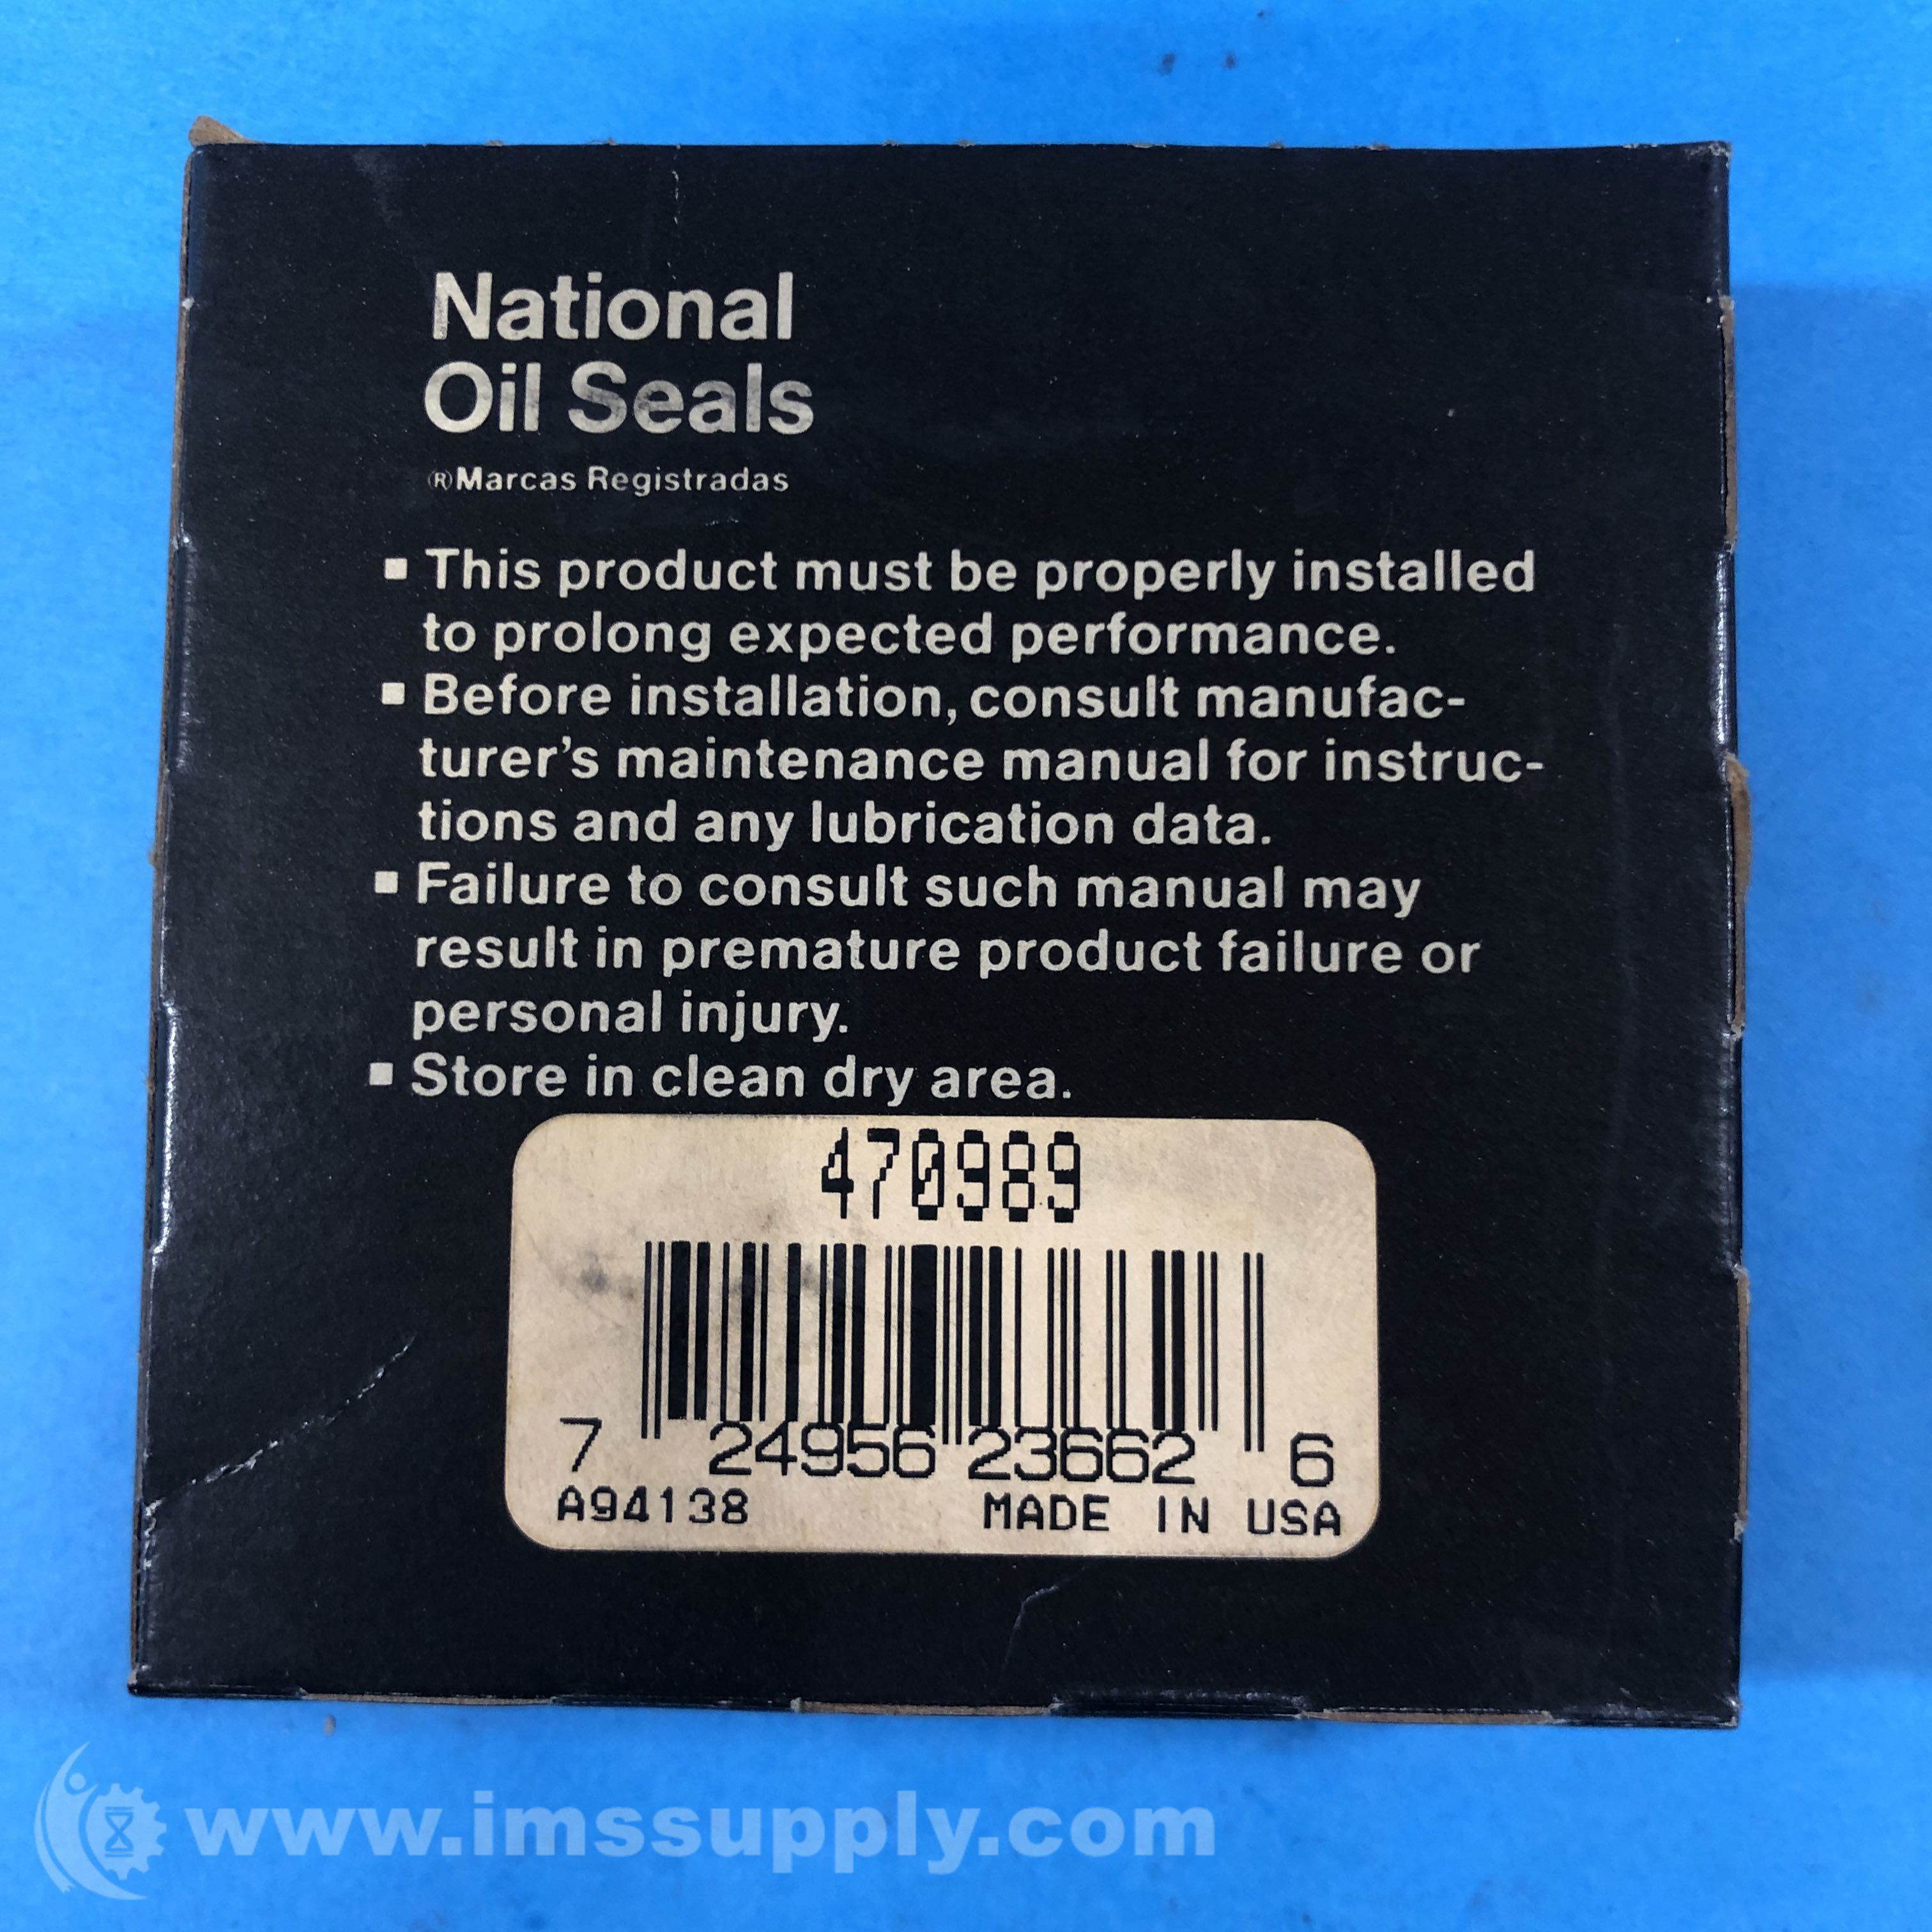 National
Oil Seals
®Marcas Registradas
▪ This product must be properly installed
to prolong expected performance.
▪ Before installation, consult manufac-
turer's maintenance manual for instruc-
tions and any lubrication data.
▪ Failure to consult such manual may
result in premature product failure or
personal injury.
▪ Store in clean dry area.
470989
7 24956 23662 6
A94138 MADE IN USA
www.imssupply.com